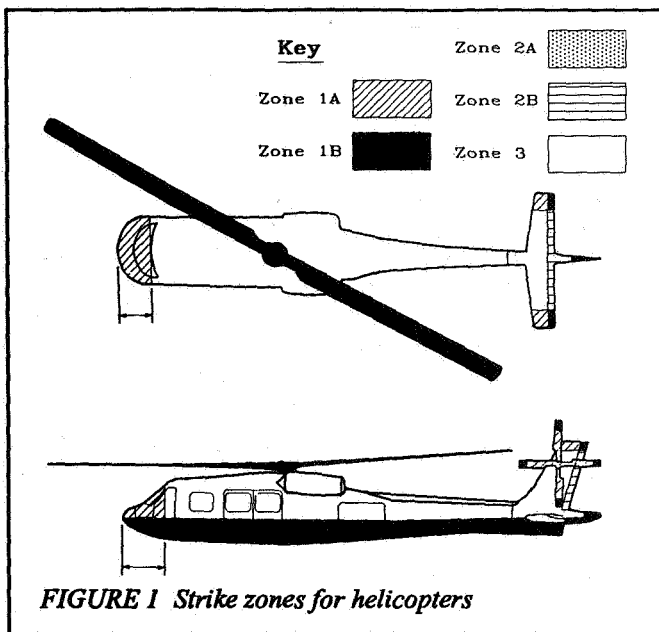 Key
Zone 1A
Zone 1B
Zone 2A
Zone 2B
Zone 3
FIGURE 1 Strike zones for helicopters